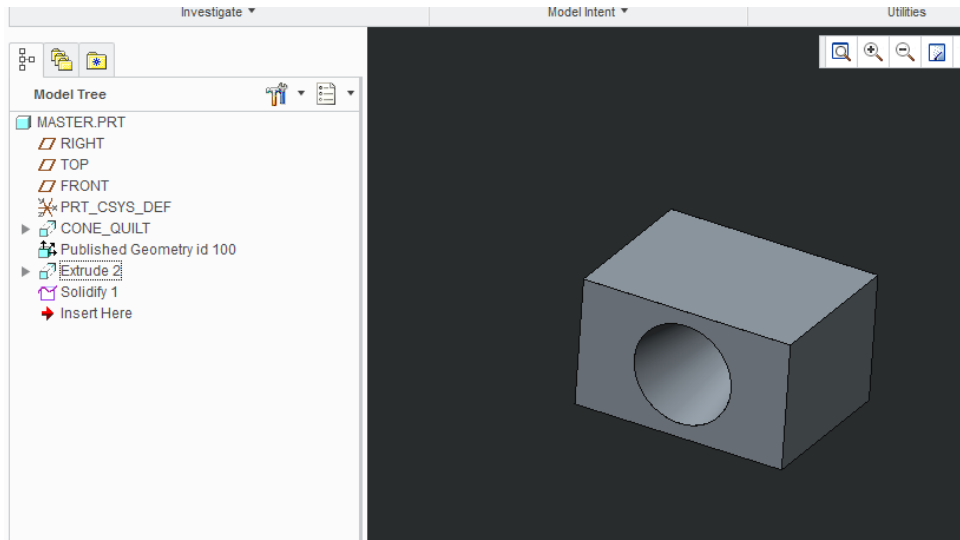 Investigate
Model Intent
Utilities
Model Tree
MASTER.PRT
RIGHT
TOP
FRONT
PRT_CSYS_DEF
CONE_QUILT
Published Geometry id 100
Extrude 2
Solidify 1
Insert Here